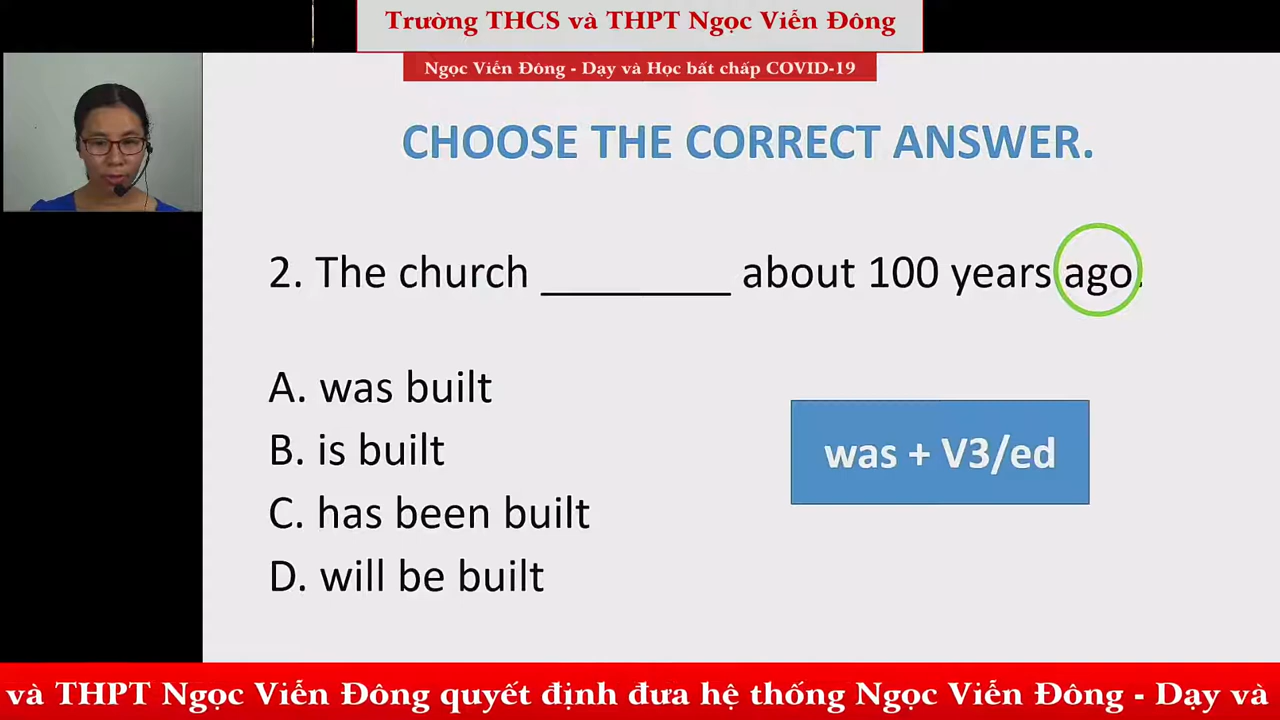 Trường THCS và THPT Ngọc Viễn Đông
Ngọc Viễn Đông - Dạy và Học bất chấp COVID-19
CHOOSE THE CORRECT ANSWER.
2. The church ________ about 100 years ago.
A. was built
B. is built
C. has been built
D. will be built
was + V3/ed
và THPT Ngọc Viễn Đông quyết định đưa hệ thống Ngọc Viễn Đông - Dạy và